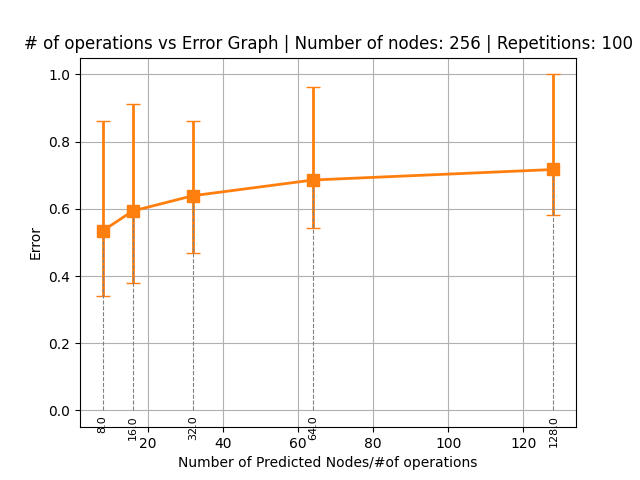 # of operations vs Error Graph | Number of nodes: 256 | Repetitions: 100
1.0
0.8
0.6
0.4
0.2
0.0
Error
8.0
16.0
32.0
64.0
128.0
20 40 60 80 100 120
Number of Predicted Nodes/#of operations